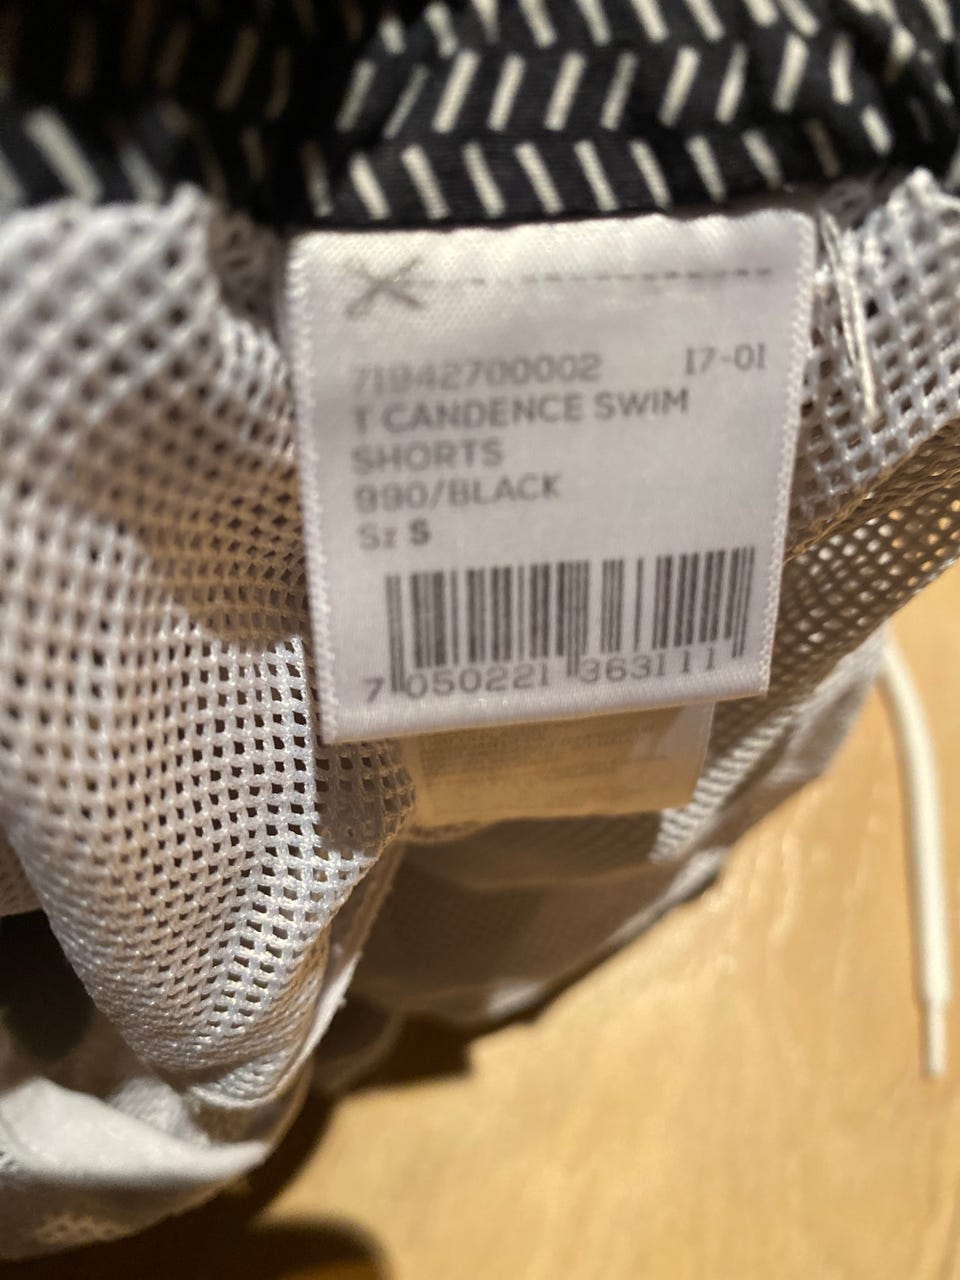 71942700002 17-01
T CANDENCE SWIM
SHORTS
990/BLACK
Sz S
7 050221 363111